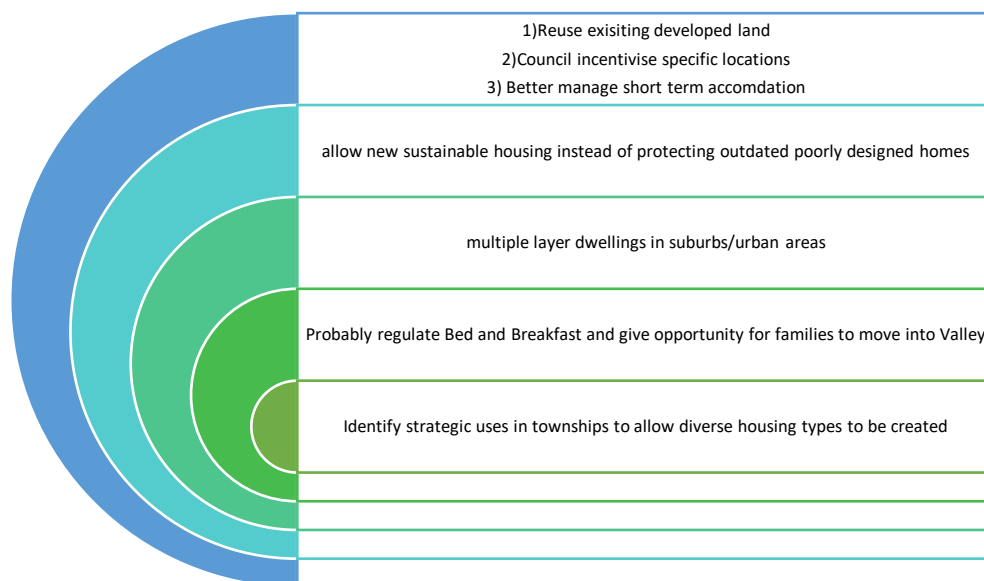 1)Reuse exisiting developed land
2)Council incentivise specific locations
3) Better manage short term accomdation
allow new sustainable housing instead of protecting outdated poorly designed homes
multiple layer dwellings in suburbs/urban areas
Probably regulate Bed and Breakfast and give opportunity for families to move into Valley
Identify strategic uses in townships to allow diverse housing types to be created